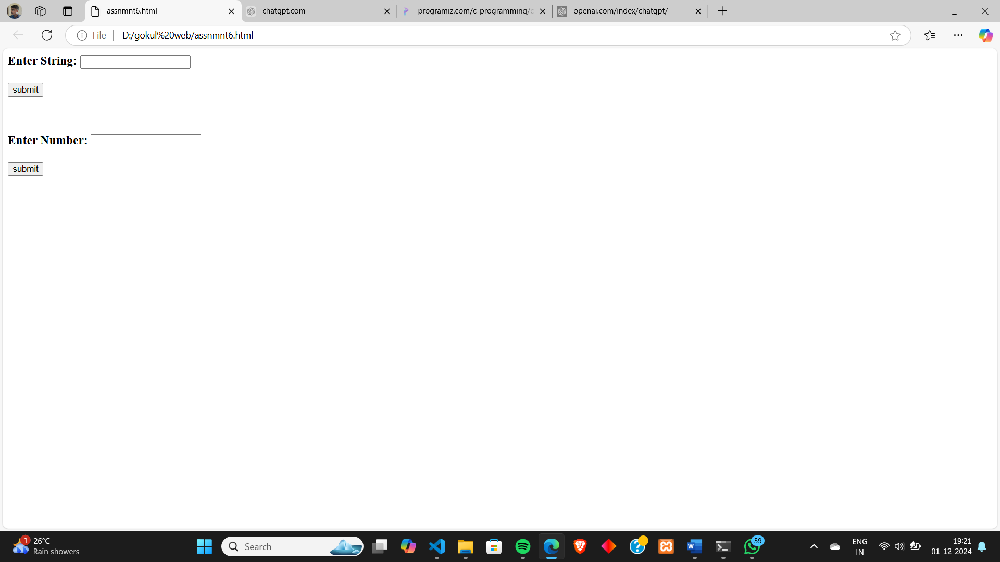 assnmnt6.html
chatgpt.com
programiz.com/c-programming/
openai.com/index/chatgpt/
File
D:/gokul%20web/assnmnt6.html
Enter String:
submit
Enter Number:
submit
1
26°C
Rain showers
Search
59
ENG
IN
19:21
01-12-2024